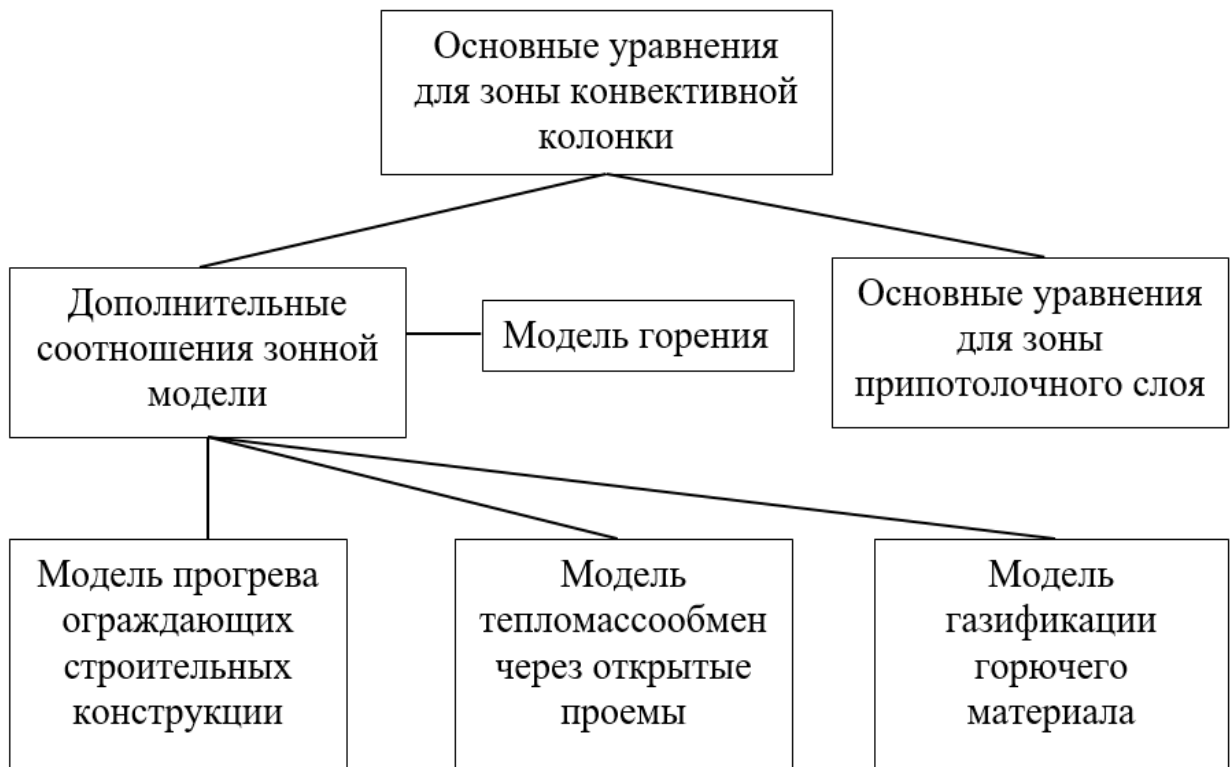 Основные уравнения
для зоны конвективной
колонки
Дополнительные
соотношения зонной
модели
Модель горения
Основные уравнения
для зоны
припотолочного слоя
Модель прогрева
ограждающих
строительных
конструкции
Модель
тепломассообмен
через открытые
проемы
Модель
газификации
горючего
материала